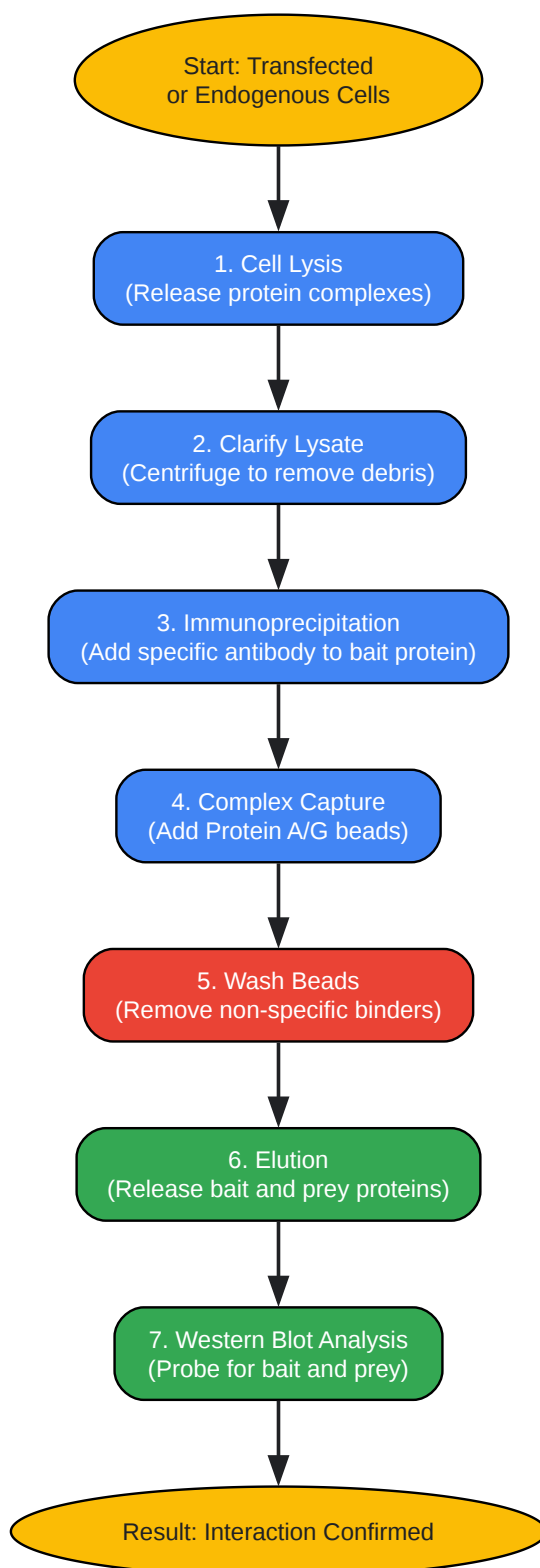 Start: Transfected
or Endogenous Cells
1. Cell Lysis
(Release protein complexes)
2. Clarify Lysate
(Centrifuge to remove debris)
3. Immunoprecipitation
(Add specific antibody to bait protein)
4. Complex Capture
(Add Protein A/G beads)
5. Wash Beads
(Remove non-specific binders)
6. Elution
(Release bait and prey proteins)
7. Western Blot Analysis
(Probe for bait and prey)
Result: Interaction Confirmed